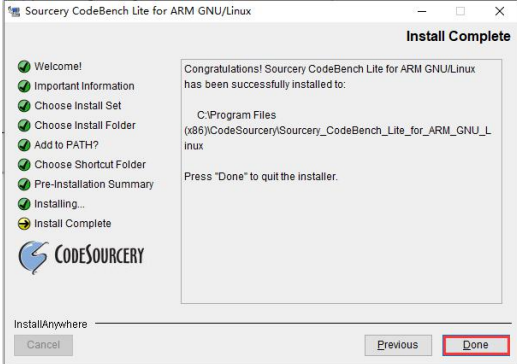 Sourcery CodeBench Lite for ARM GNU/Linux
Install Complete
Welcome!
Important Information
Choose Install Set
Choose Install Folder
Add to PATH?
Choose Shortcut Folder
Pre-Installation Summary
Installing...
Install Complete
CODESOURCERY
Congratulations! Sourcery CodeBench Lite for ARM GNU/Linux
has been successfully installed to:
C:\Program Files
(x86)\CodeSourcery\Sourcery_CodeBench_Lite_for_ARM_GNU_L
inux
Press "Done" to quit the installer.
InstallAnywhere
Cancel
Previous
Done